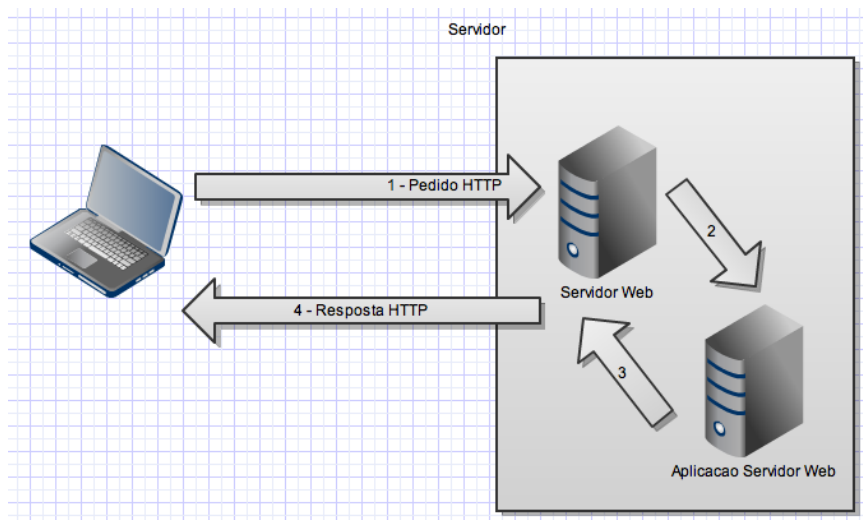 Servidor
1 - Pedido HTTP
2
Servidor Web
4 - Resposta HTTP
3
Aplicacao Servidor Web